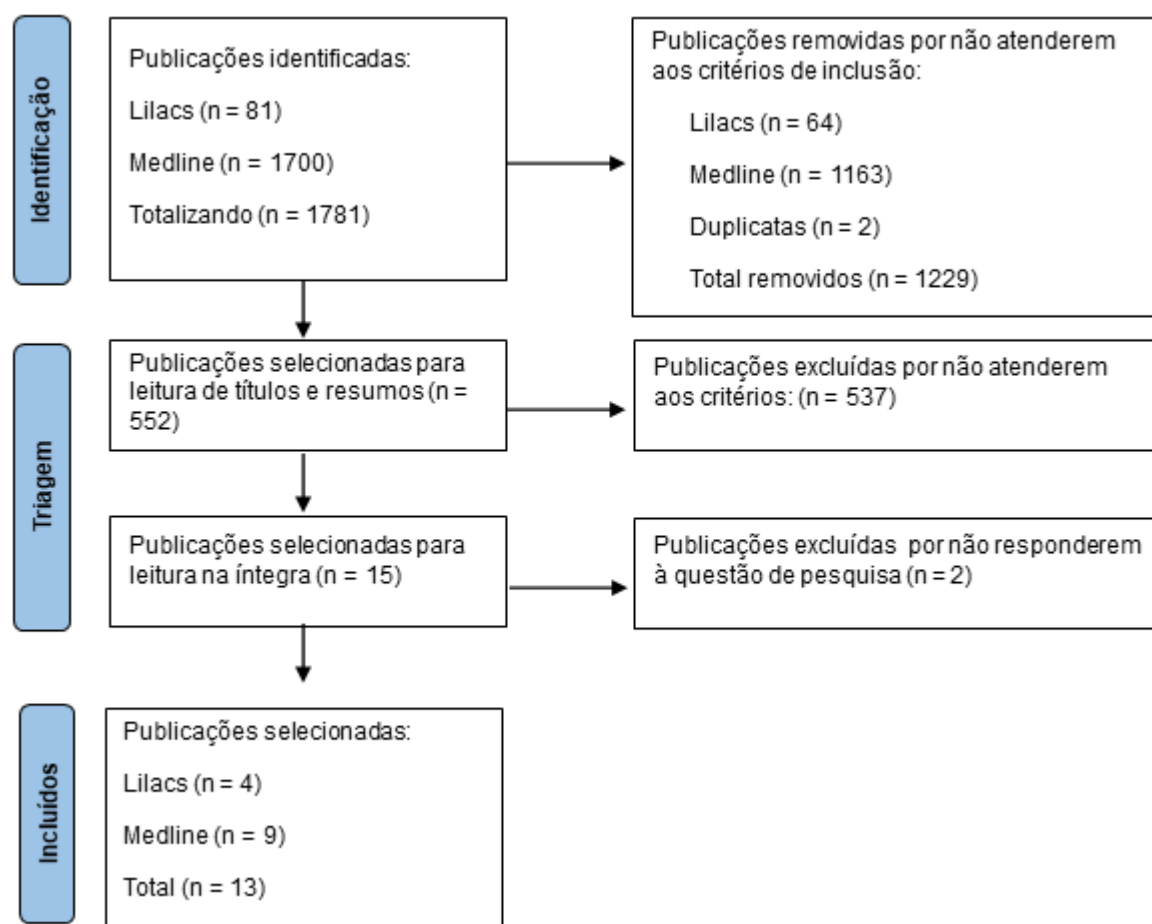 Identificação
Publicações identificadas:
Lilacs (n = 81)
Medline (n = 1700)
Totalizando (n = 1781)
Publicações removidas por não atenderem
aos critérios de inclusão:
Lilacs (n = 64)
Medline (n = 1163)
Duplicatas (n = 2)
Total removidos (n = 1229)
Triagem
Publicações selecionadas para
leitura de títulos e resumos (n =
552)
Publicações excluídas por não atenderem
aos critérios: (n = 537)
Publicações selecionadas para
leitura na íntegra (n = 15)
Publicações excluídas por não responderem
à questão de pesquisa (n = 2)
Incluídos
Publicações selecionadas:
Lilacs (n = 4)
Medline (n = 9)
Total (n = 13)